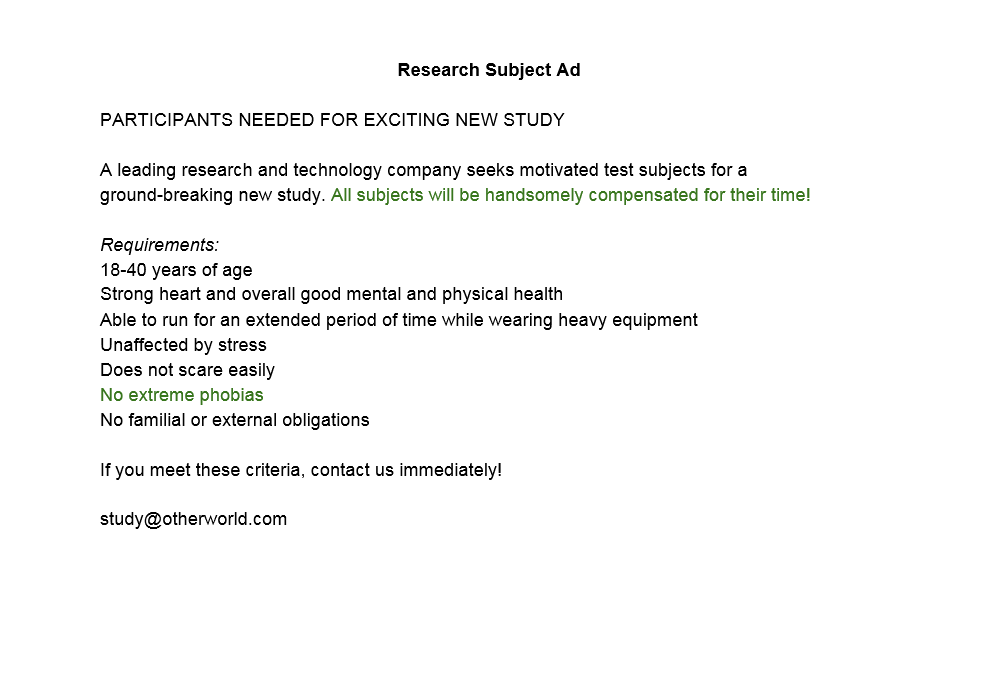 Research Subject Ad
PARTICIPANTS NEEDED FOR EXCITING NEW STUDY
A leading research and technology company seeks motivated test subjects for a
ground-breaking new study. All subjects will be handsomely compensated for their time!
Requirements:
18-40 years of age
Strong heart and overall good mental and physical health
Able to run for an extended period of time while wearing heavy equipment
Unaffected by stress
Does not scare easily
No extreme phobias
No familial or external obligations
If you meet these criteria, contact us immediately!
study@otherworld.com